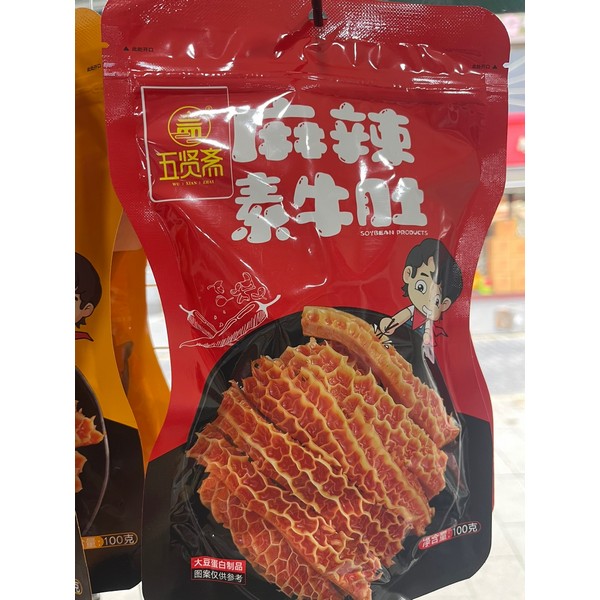 五贤斋
WU | XIAN | ZHAI
麻辣
素牛肚
SOYBEAN PRODUCTS
净含量:100克
大豆蛋白制品
图案仅供参考
量:100克